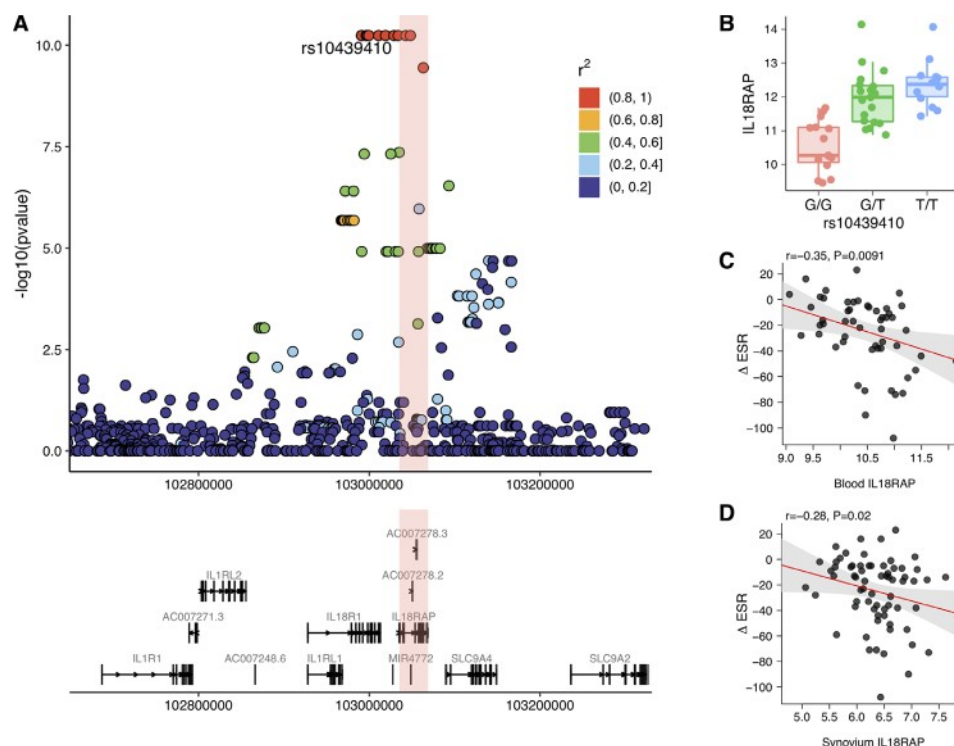 A
10.0
7.5
5.0
2.5
0.0
-log10(pvalue)
rs10439410
r²
(0.8, 1)
(0.6, 0.8]
(0.4, 0.6]
(0.2, 0.4]
(0, 0.2]
102800000
103000000
103200000
AC007278.3
IL1RL2
AC007278.2
AC007271.3
IL18R1
IL18RAP
IL1R1
AC007248.6
IL1RL1
MIR4772
SLC9A4
SLC9A2
102800000
103000000
103200000
B
14
13
12
11
10
IL18RAP
G/G
G/T
T/T
rs10439410
C
r=−0.35, P=0.0091
20
0
−20
−40
−60
−80
−100
Δ ESR
9.0
9.5
10.5
11.5
Blood IL18RAP
D
r=−0.28, P=0.02
20
0
−20
−40
−60
−80
−100
Δ ESR
5.0
5.5
6.0
6.5
7.0
7.5
Synovium IL18RAP